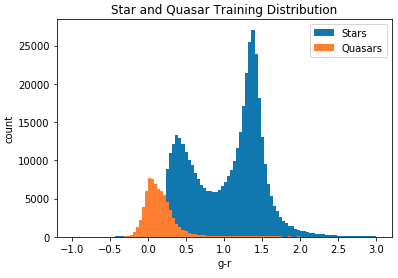 Star and Quasar Training Distribution
Stars
Quasars
count
25000
20000
15000
10000
5000
0
-1.0 -0.5 0.0 0.5 1.0 1.5 2.0 2.5 3.0
g-r